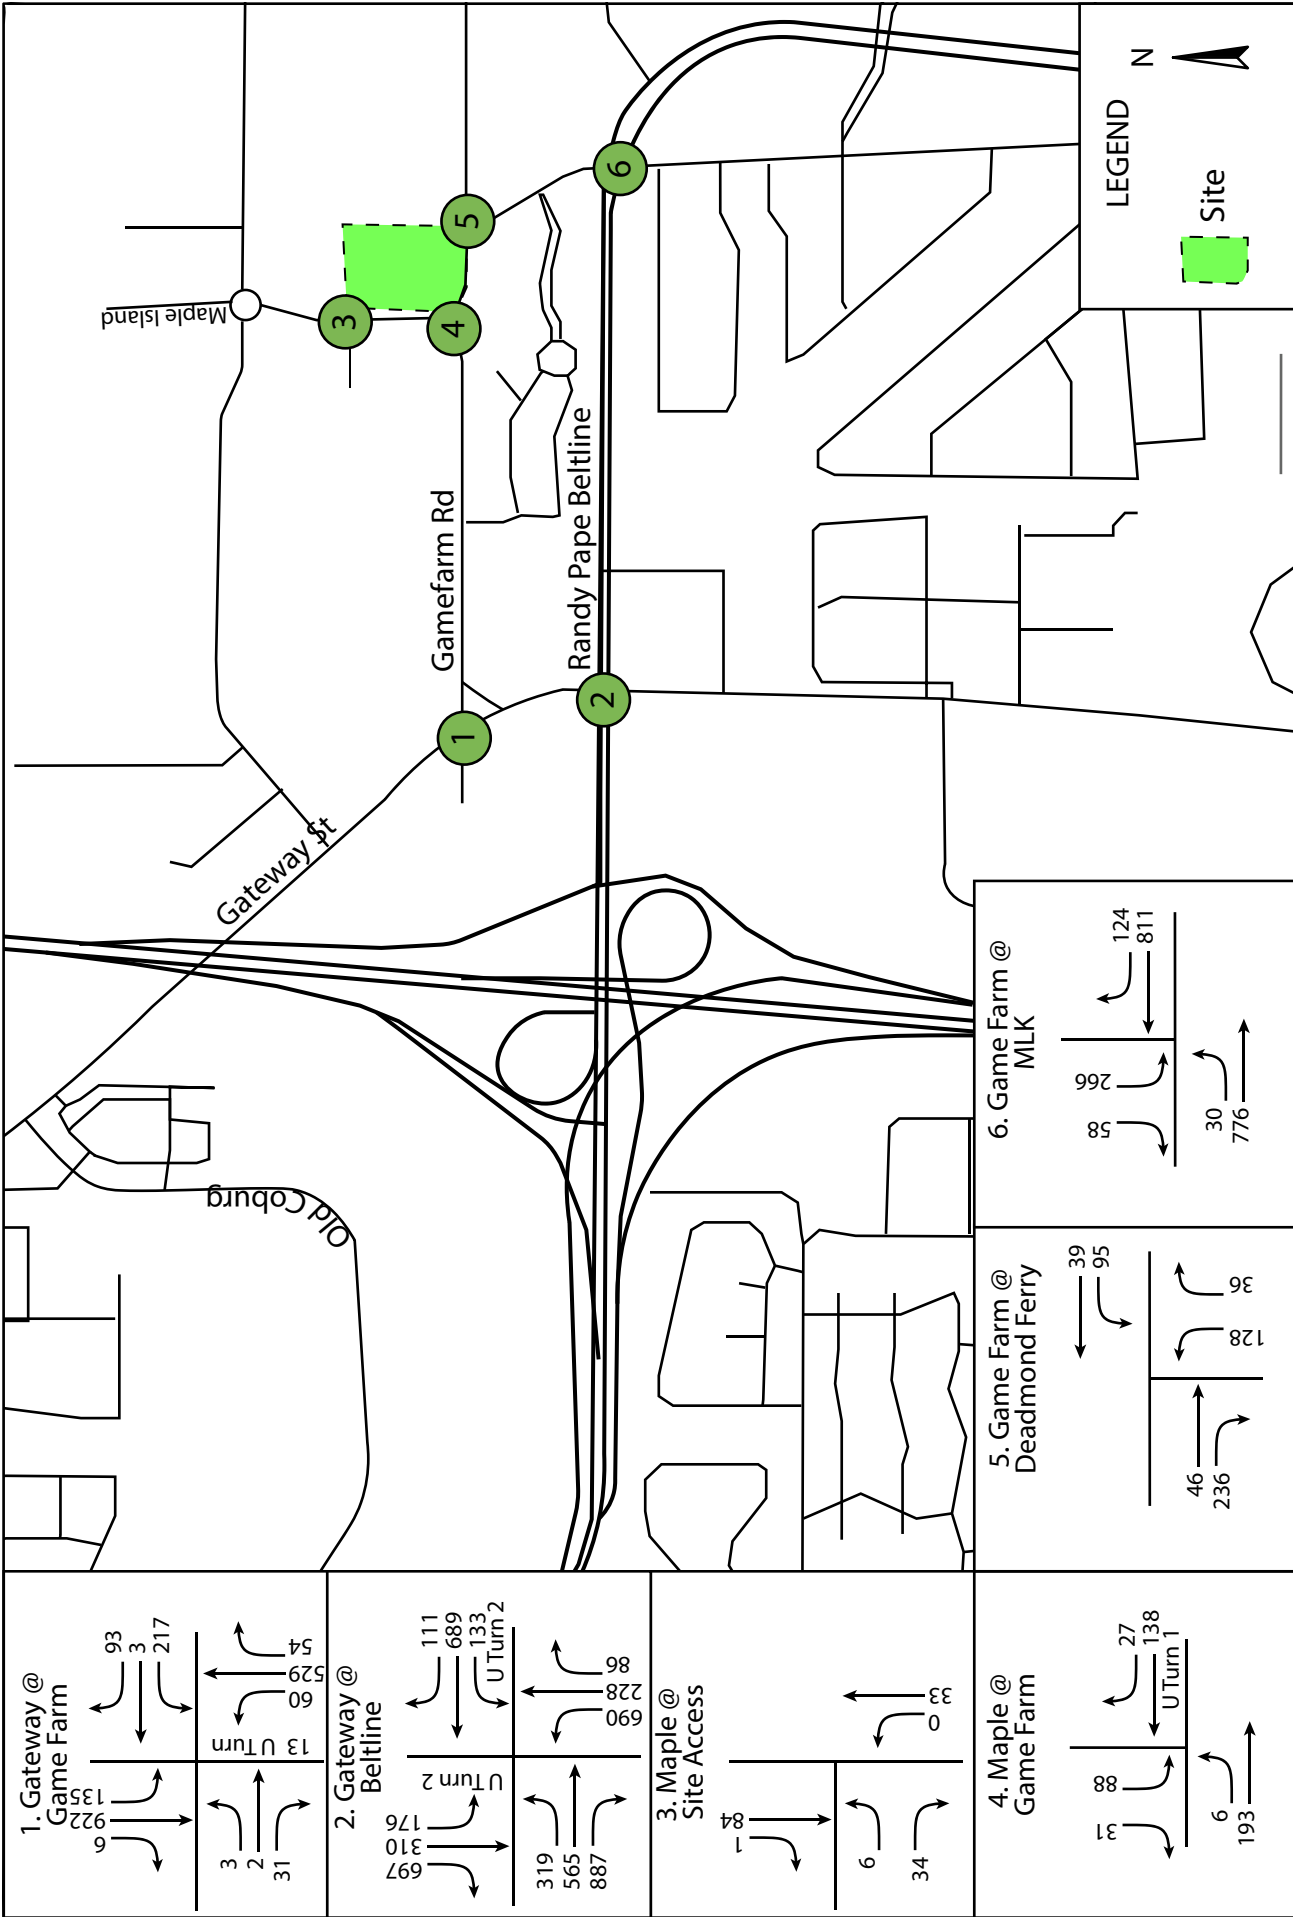 Maple Island
Gateway St
Old Coburg
Gamefarm Rd
Randy Pape Beltline
1
2
3
4
5
6
LEGEND
N
Site
1. Gateway @
Game Farm
6
922
135
93
3
217
13 U Turn
3
2
31
60
529
54
2. Gateway @
Beltline
697
310
176
U Turn 2
111
689
133
U Turn 2
319
565
887
690
228
86
3. Maple @
Site Access
1
84
6
34
0
33
4. Maple @
Game Farm
31
88
27
138
U Turn 1
6
193
5. Game Farm @
Deadmond Ferry
39
95
46
236
128
36
6. Game Farm @
MLK
58
266
124
811
30
776